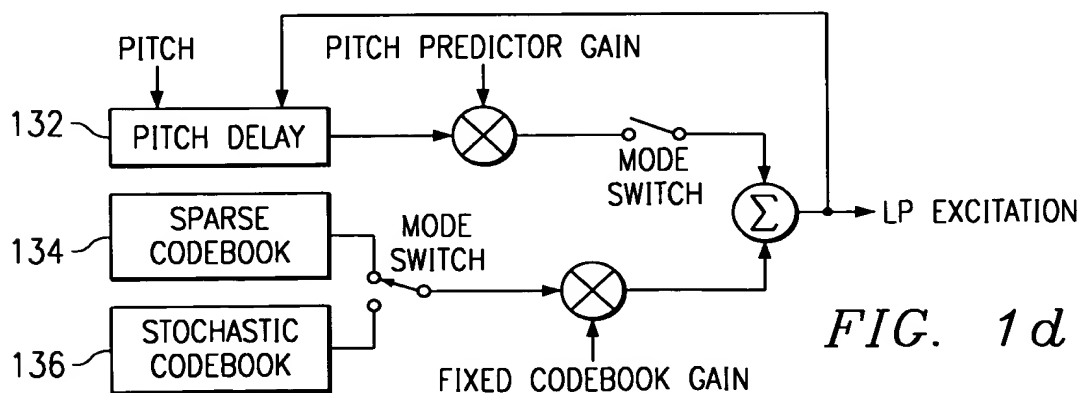 PITCH
PITCH PREDICTOR GAIN
132
PITCH DELAY
MODE
SWITCH
Σ
LP EXCITATION
134
SPARSE
CODEBOOK
MODE
SWITCH
136
STOCHASTIC
CODEBOOK
FIXED CODEBOOK GAIN
FIG. 1d